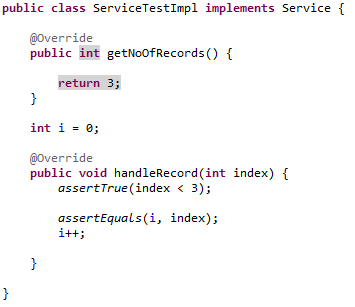 public class ServiceTestImpl implements Service {
@Override
public int getNoOfRecords() {
return 3;
}
int i = 0;
@Override
public void handleRecord(int index) {
assertTrue(index < 3);
assertEquals(i, index);
i++;
}
}